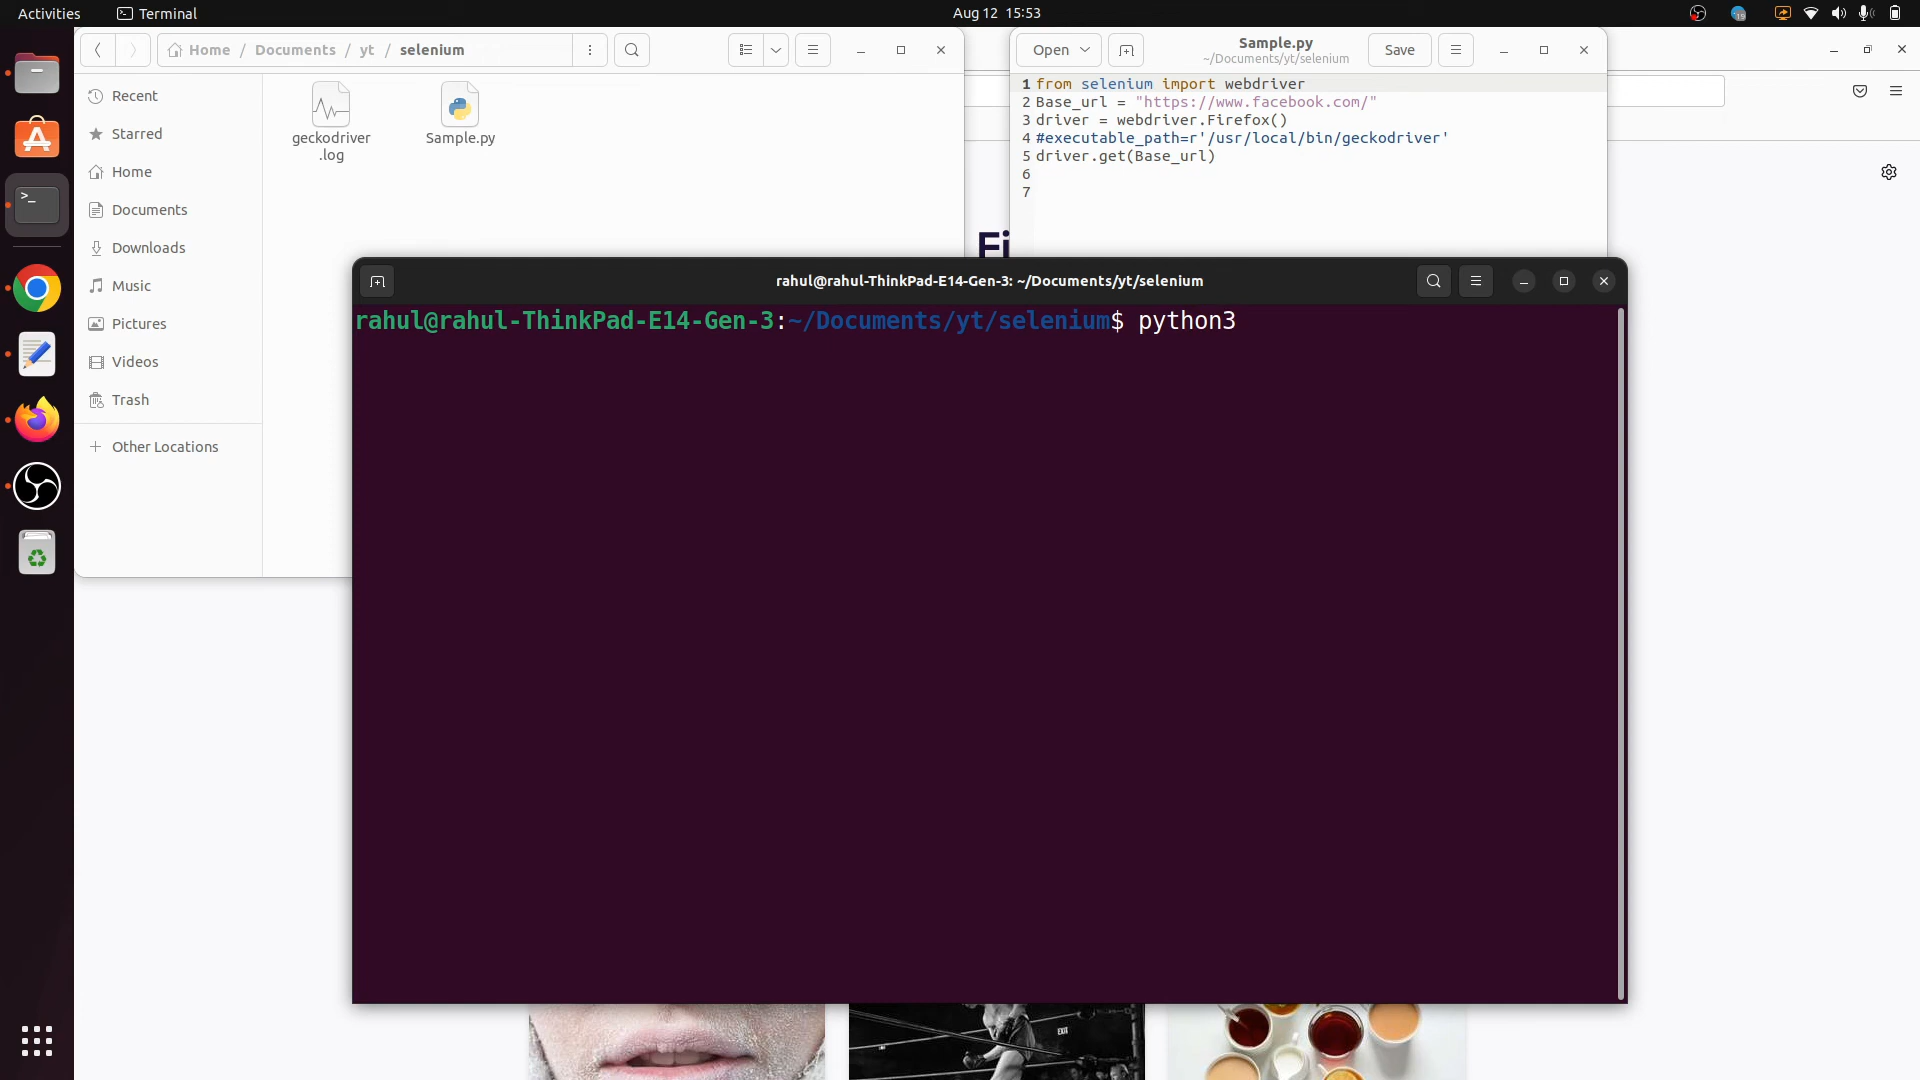 Activities
Terminal
Aug 12 15:53
19
Home / Documents / yt / selenium
Recent
Starred
Home
Documents
Downloads
Music
Pictures
Videos
Trash
Other Locations
geckodriver
.log
Sample.py
Open
Sample.py
~/Documents/yt/selenium
Save
1 from selenium import webdriver
2 Base_url = "https://www.facebook.com/"
3 driver = webdriver.Firefox()
4 #executable_path=r'/usr/local/bin/geckodriver'
5 driver.get(Base_url)
6
7
Fi
rahul@rahul-ThinkPad-E14-Gen-3: ~/Documents/yt/selenium
rahul@rahul-ThinkPad-E14-Gen-3:~/Documents/yt/selenium$ python3
EXIT